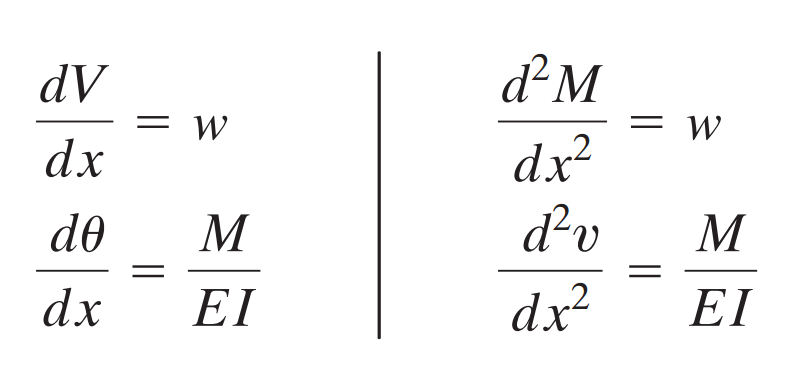 dV/dx = w | d²M/dx² = w
dθ/dx = M/EI | d²v/dx² = M/EI